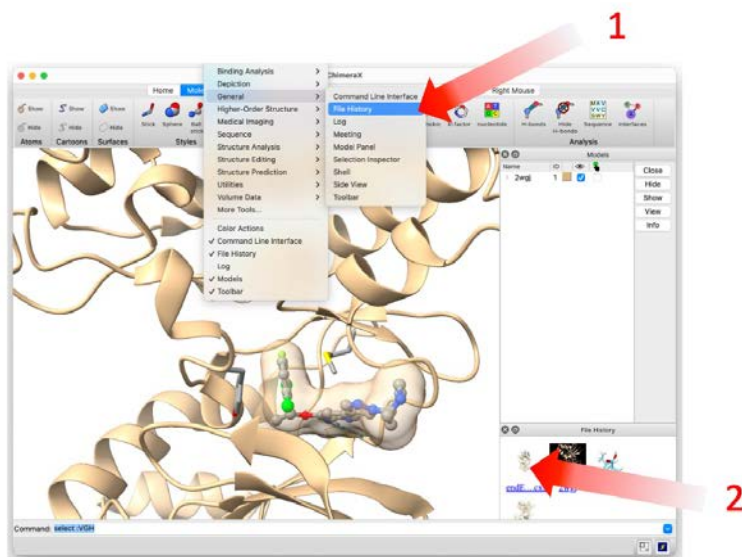 1
ChimeraX
Home
Right Mouse
Show
Show
Show
Hide
Hide
Hide
Stick
Sphere
Atoms
Cartoons
Surfaces
Styles
nucleotide
H-bonds
Hide H-bonds
Sequence
Interfaces
Analysis
Binding Analysis
Depiction
General
Higher-Order Structure
Medical Imaging
Sequence
Structure Analysis
Structure Editing
Structure Prediction
Utilities
Volume Data
More Tools...
Color Actions
✓ Command Line Interface
✓ File History
Log
✓ Models
✓ Toolbar
Command Line Interface
File History
Log
Meeting
Model Panel
Selection Inspector
Shell
Side View
Toolbar
Models
Name ID
2wgj 1
Close
Hide
Show
View
Info
File History
2
Command: select :VGH